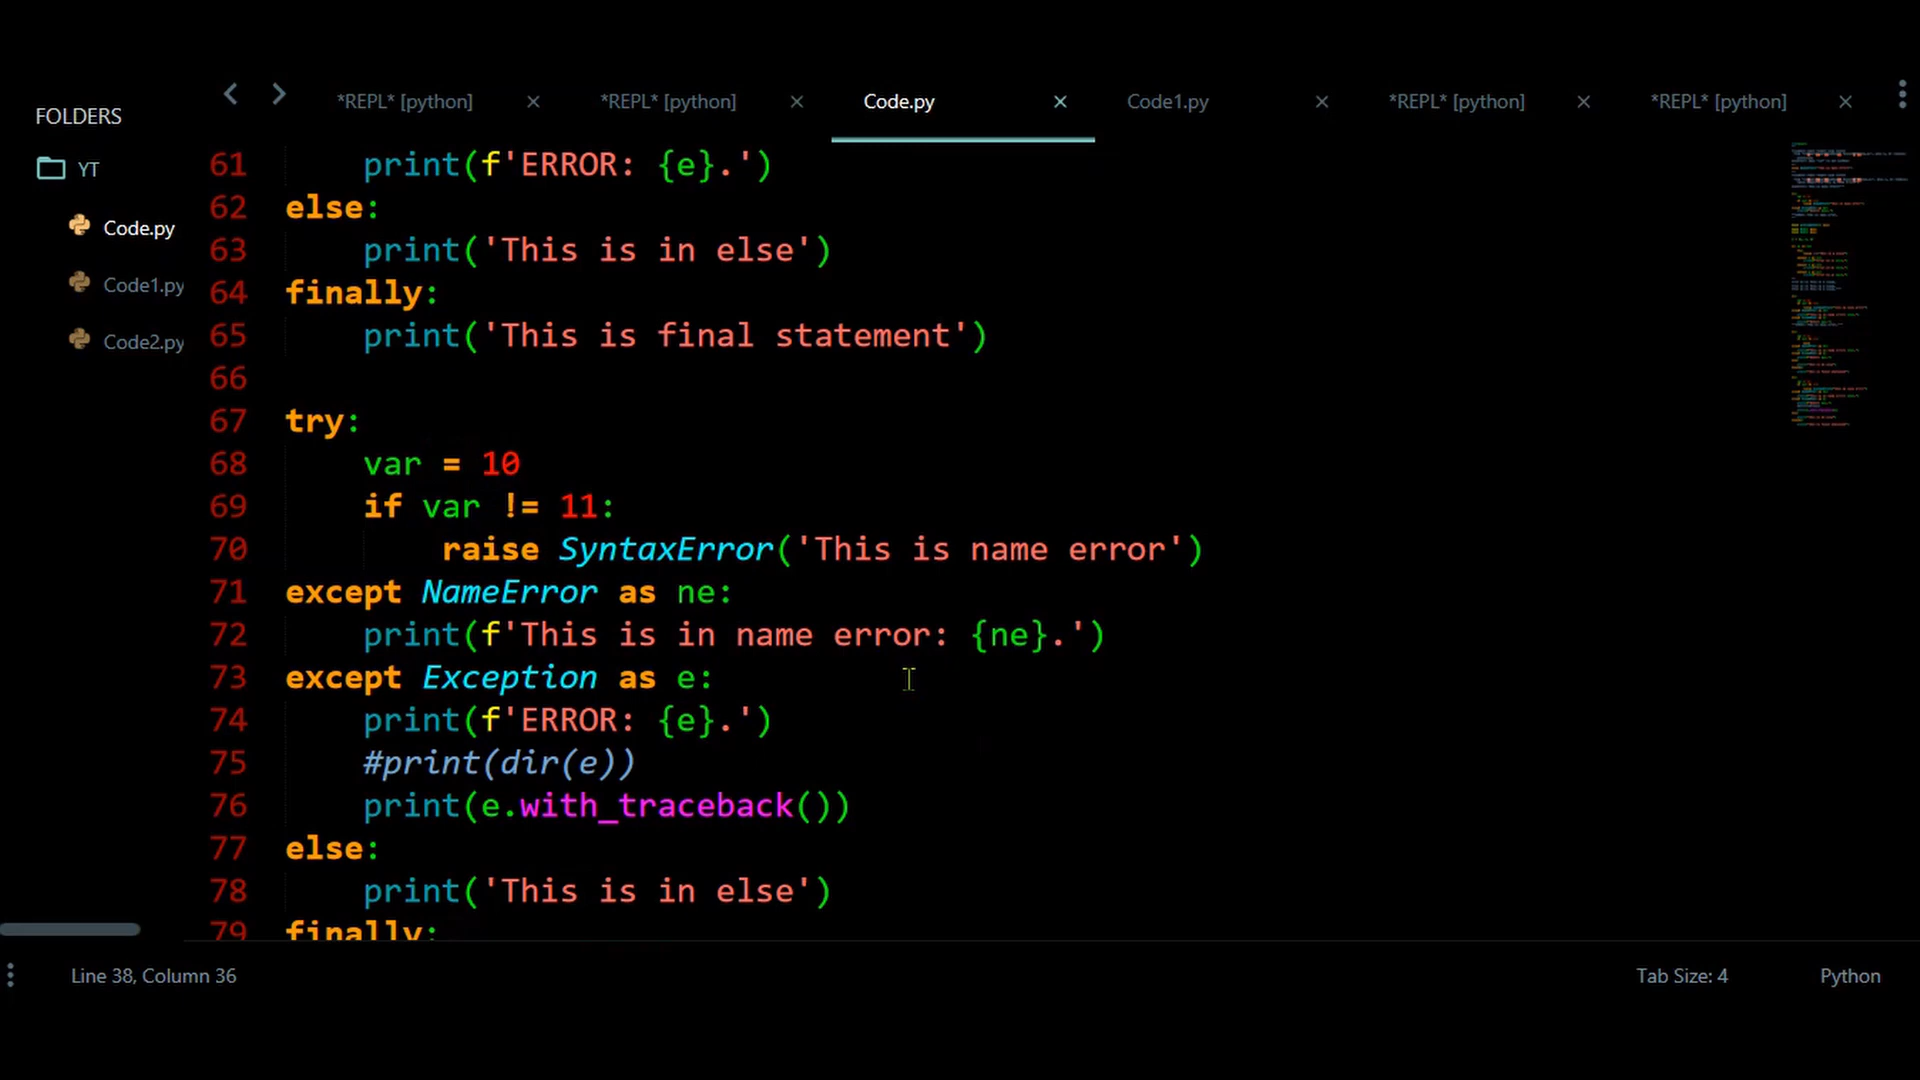 *REPL* [python] *REPL* [python] Code.py Code1.py *REPL* [python] *REPL* [python]
FOLDERS
YT
Code.py
Code1.py
Code2.py
61     print(f'ERROR: {e}.')
62 else:
63     print('This is in else')
64 finally:
65     print('This is final statement')
66
67 try:
68     var = 10
69     if var != 11:
70         raise SyntaxError('This is name error')
71 except NameError as ne:
72     print(f'This is in name error: {ne}.')
73 except Exception as e:
74     print(f'ERROR: {e}.')
75     #print(dir(e))
76     print(e.with_traceback())
77 else:
78     print('This is in else')
79 finally:
Line 38, Column 36 Tab Size: 4 Python